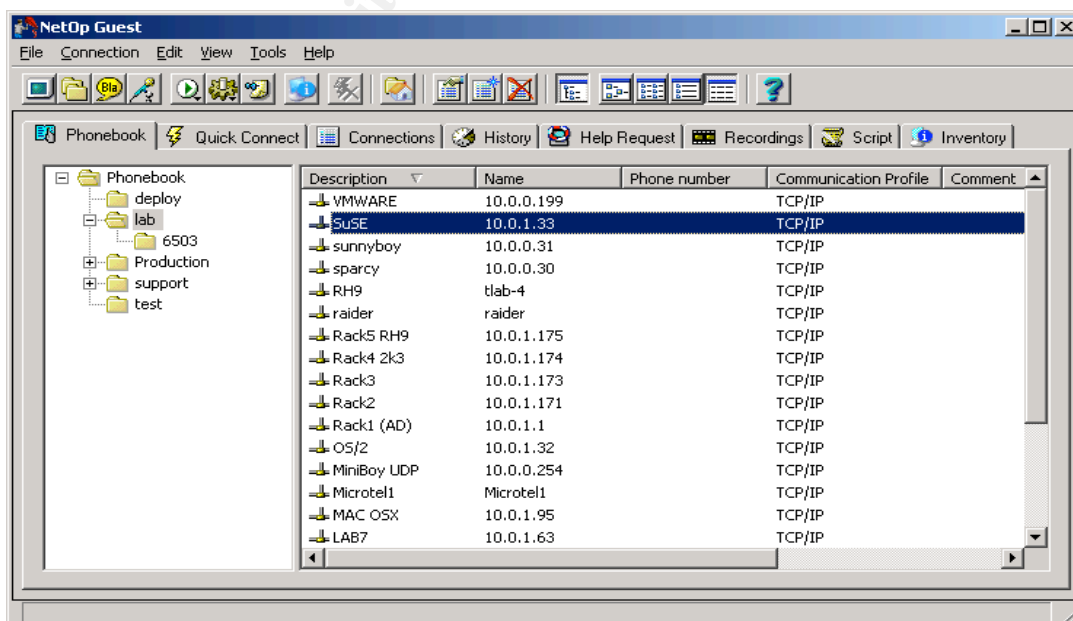 NetOp Guest
File Connection Edit View Tools Help
Bla
Phonebook Quick Connect Connections History Help Request Recordings Script Inventory
Phonebook
deploy
lab
6503
Production
support
test
Description Name Phone number Communication Profile Comment
VMWARE 10.0.0.199 TCP/IP
SuSE 10.0.1.33 TCP/IP
sunnyboy 10.0.0.31 TCP/IP
sparcy 10.0.0.30 TCP/IP
RH9 tlab-4 TCP/IP
raider raider TCP/IP
Rack5 RH9 10.0.1.175 TCP/IP
Rack4 2k3 10.0.1.174 TCP/IP
Rack3 10.0.1.173 TCP/IP
Rack2 10.0.1.171 TCP/IP
Rack1 (AD) 10.0.1.1 TCP/IP
OS/2 10.0.1.32 TCP/IP
MiniBoy UDP 10.0.0.254 TCP/IP
Microtel1 Microtel1 TCP/IP
MAC OSX 10.0.1.95 TCP/IP
LAB7 10.0.1.63 TCP/IP